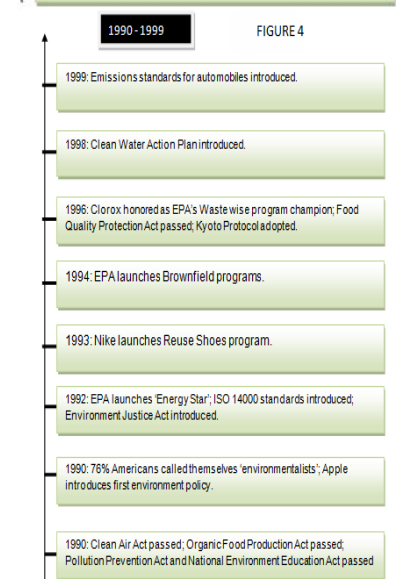 1990-1999
FIGURE 4
1999: Emissions standards for automobiles introduced.
1998: Clean Water Action Plan introduced.
1996: Clorox honored as EPA's Waste wise program champion; Food
Quality Protection Act passed; Kyoto Protocol adopted.
1994: EPA launches Brownfield programs.
1993: Nike launches Reuse Shoes program.
1992: EPA launches ‘Energy Star’; ISO 14000 standards introduced;
Environment Justice Act introduced.
1990: 76% Americans called themselves ‘environmentalists’; Apple
introduces first environment policy.
1990: Clean Air Act passed; Organic Food Production Act passed;
Pollution Prevention Act and National Environment Education Act passed